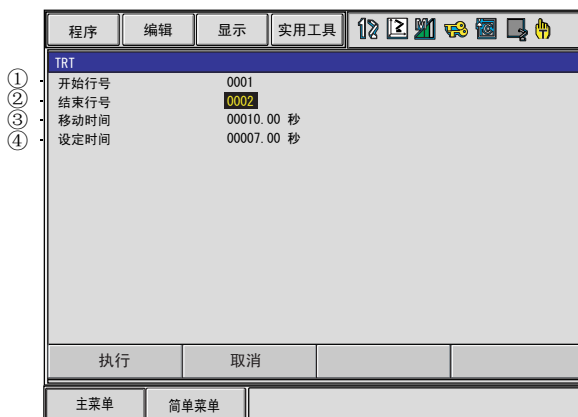 程序 编辑 显示 实用工具
TRT
① 开始行号 0001
② 结束行号 0002
③ 移动时间 00010.00 秒
④ 设定时间 00007.00 秒
执行 取消
主菜单 简单菜单